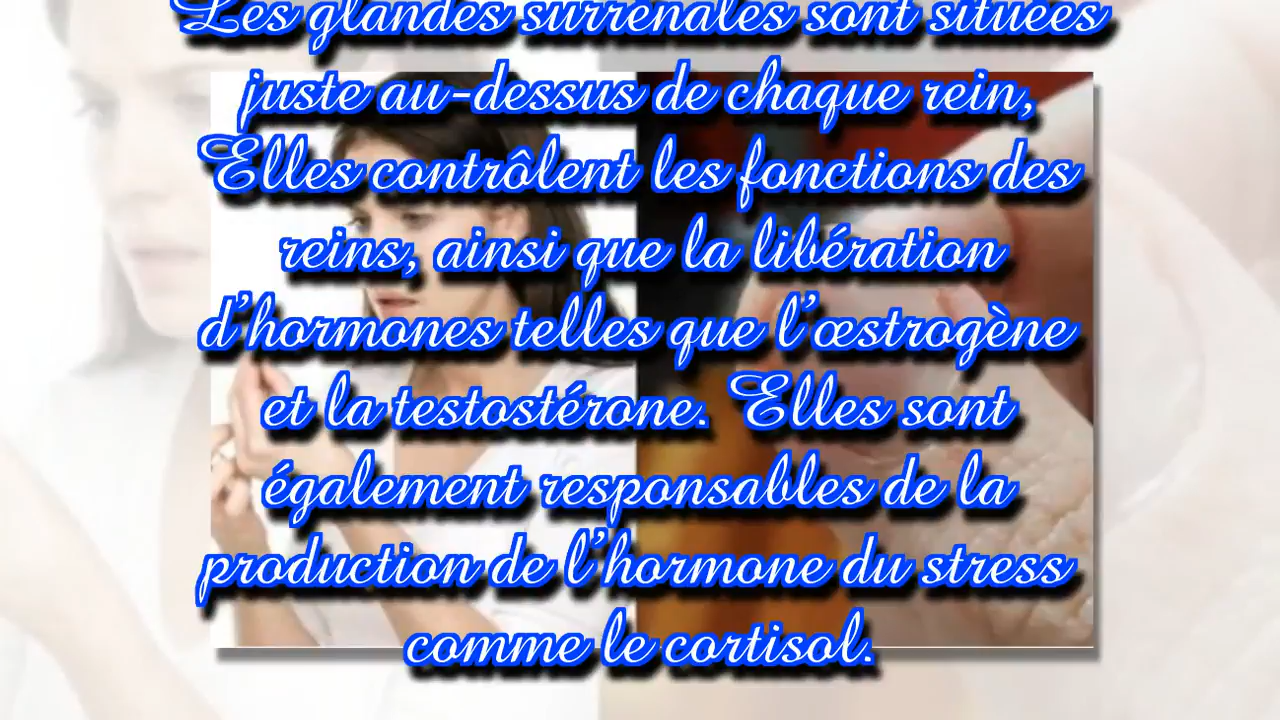 Les glandes surrénales sont situées
juste au-dessus de chaque rein,
Elles contrôlent les fonctions des
reins, ainsi que la libération
d’hormones telles que l’œstrogène
et la testostérone. Elles sont
également responsables de la
production de l’hormone du stress
comme le cortisol.